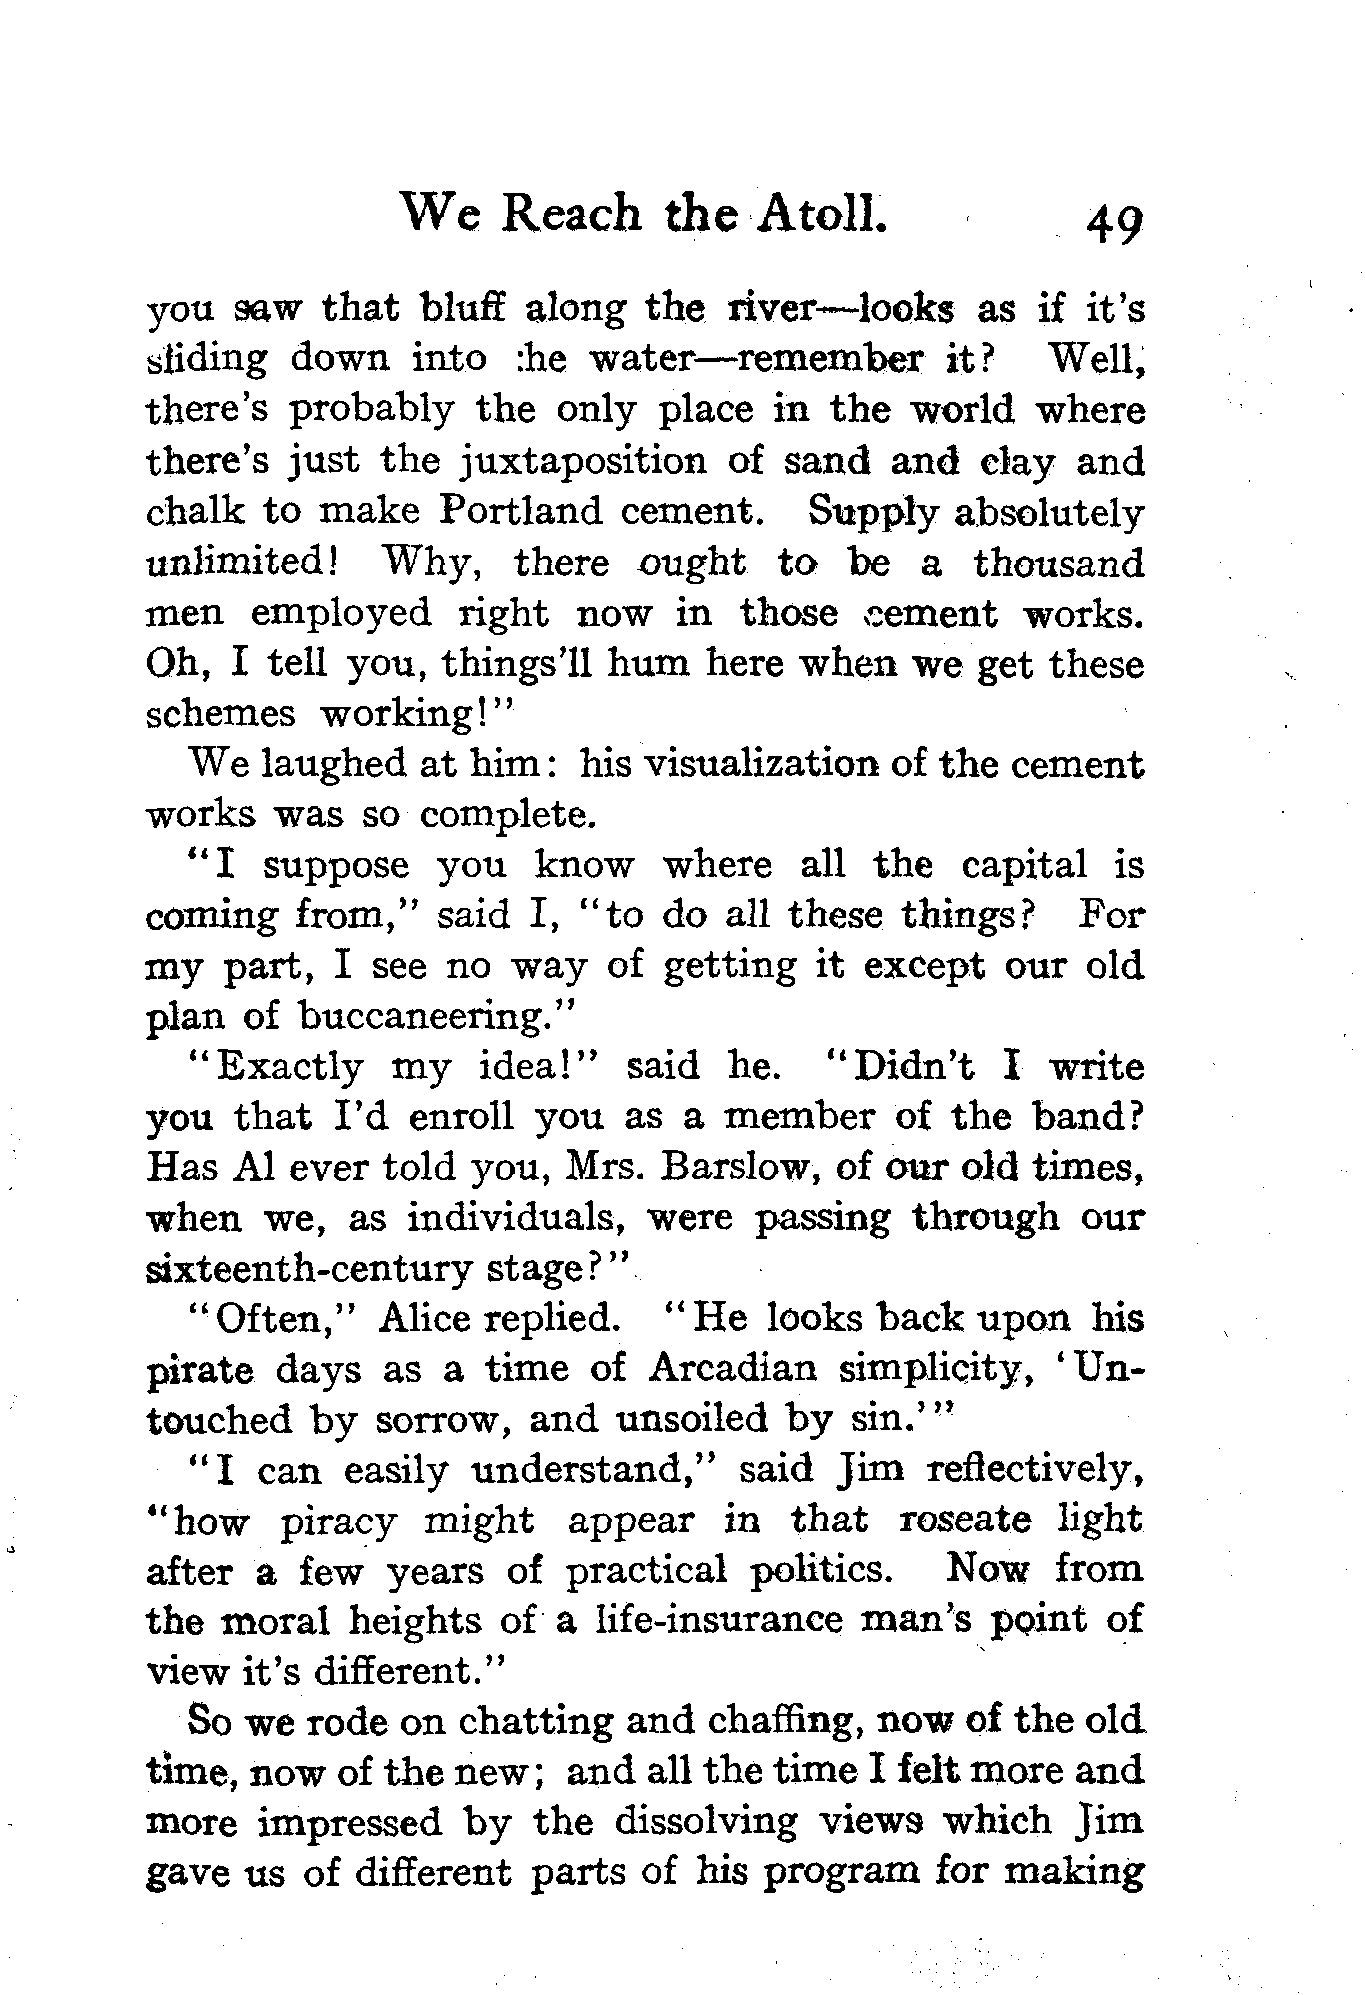 We Reach the Atoll. 49
you saw that bluff along the river—looks as if it's
sliding down into the water—remember it? Well,
there's probably the only place in the world where
there's just the juxtaposition of sand and clay and
chalk to make Portland cement. Supply absolutely
unlimited! Why, there ought to be a thousand
men employed right now in those cement works.
Oh, I tell you, things'll hum here when we get these
schemes working!"
We laughed at him: his visualization of the cement
works was so complete.
"I suppose you know where all the capital is
coming from," said I, "to do all these things? For
my part, I see no way of getting it except our old
plan of buccaneering."
"Exactly my idea!" said he. "Didn't I write
you that I'd enroll you as a member of the band?
Has Al ever told you, Mrs. Barslow, of our old times,
when we, as individuals, were passing through our
sixteenth-century stage?"
"Often," Alice replied. "He looks back upon his
pirate days as a time of Arcadian simplicity, 'Un-
touched by sorrow, and unsoiled by sin.'"
"I can easily understand," said Jim reflectively,
"how piracy might appear in that roseate light
after a few years of practical politics. Now from
the moral heights of a life-insurance man's point of
view it's different."
So we rode on chatting and chaffing, now of the old
time, now of the new; and all the time I felt more and
more impressed by the dissolving views which Jim
gave us of different parts of his program for making